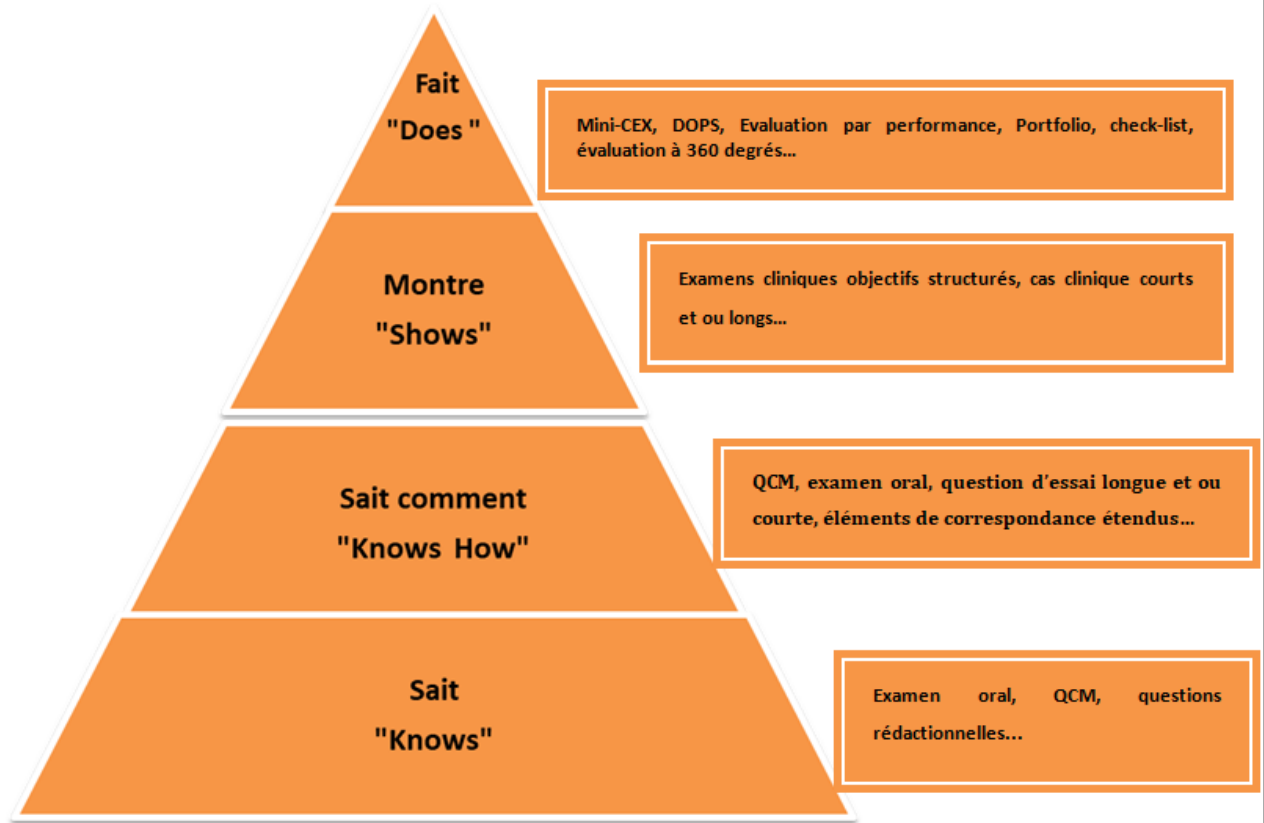 Fait
"Does "
Mini-CEX, DOPS, Evaluation par performance, Portfolio, check-list,
évaluation à 360 degrés...
Montre
"Shows"
Examens cliniques objectifs structurés, cas clinique courts
et ou longs...
Sait comment
"Knows How"
QCM, examen oral, question d'essai longue et ou
courte, éléments de correspondance étendus...
Sait
"Knows"
Examen oral, QCM, questions
rédactionnelles...